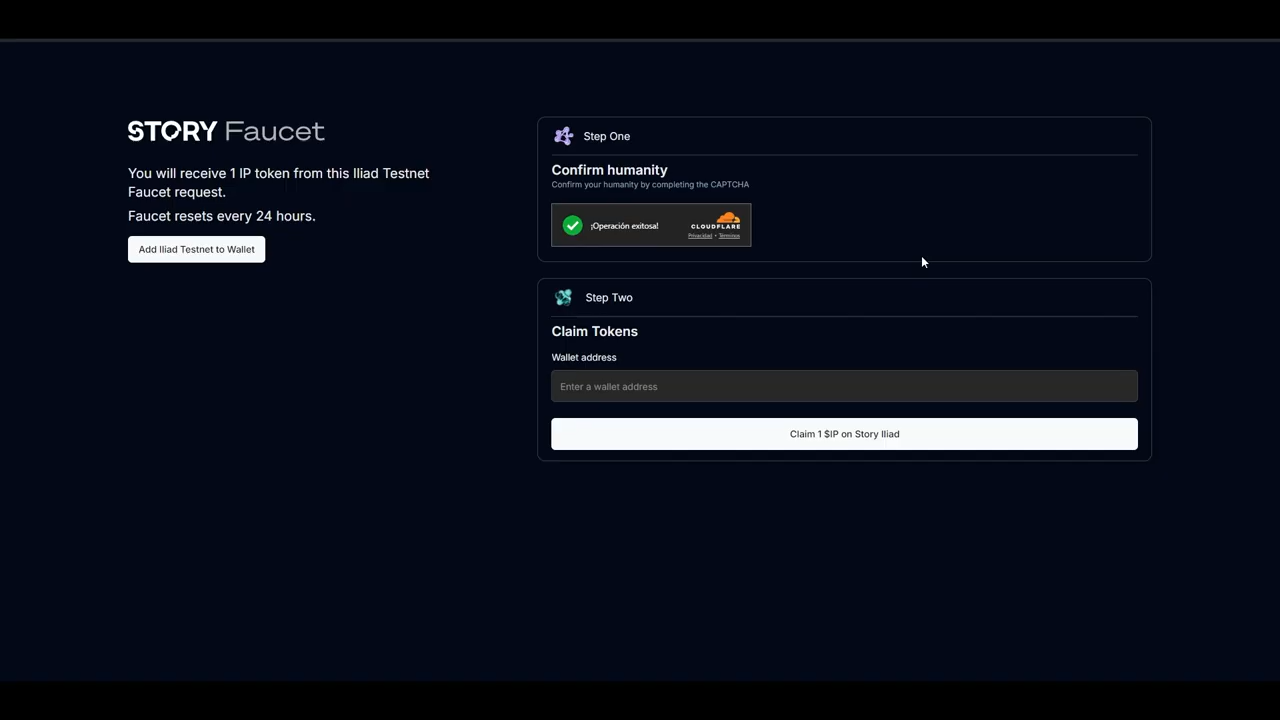 STORY Faucet
You will receive 1 IP token from this Iliad Testnet
Faucet request.
Faucet resets every 24 hours.
Add Iliad Testnet to Wallet
Step One
Confirm humanity
Confirm your humanity by completing the CAPTCHA
¡Operación exitosa!
CLOUDFLARE
Privacidad • Términos
Step Two
Claim Tokens
Wallet address
Enter a wallet address
Claim 1 $IP on Story Iliad